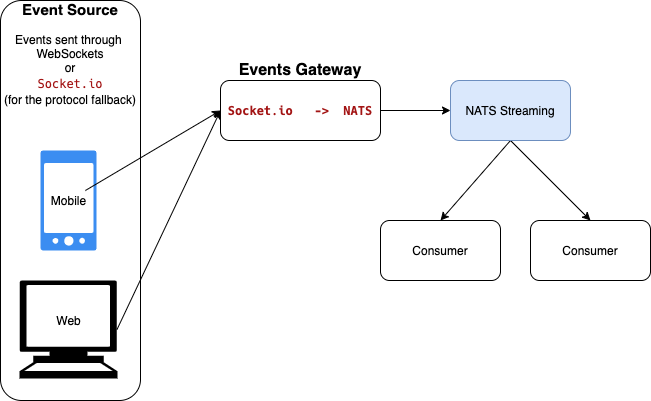 Event Source
Events sent through
WebSockets
or
Socket.io
(for the protocol fallback)
Mobile
Web
Events Gateway
Socket.io -> NATS
NATS Streaming
Consumer
Consumer